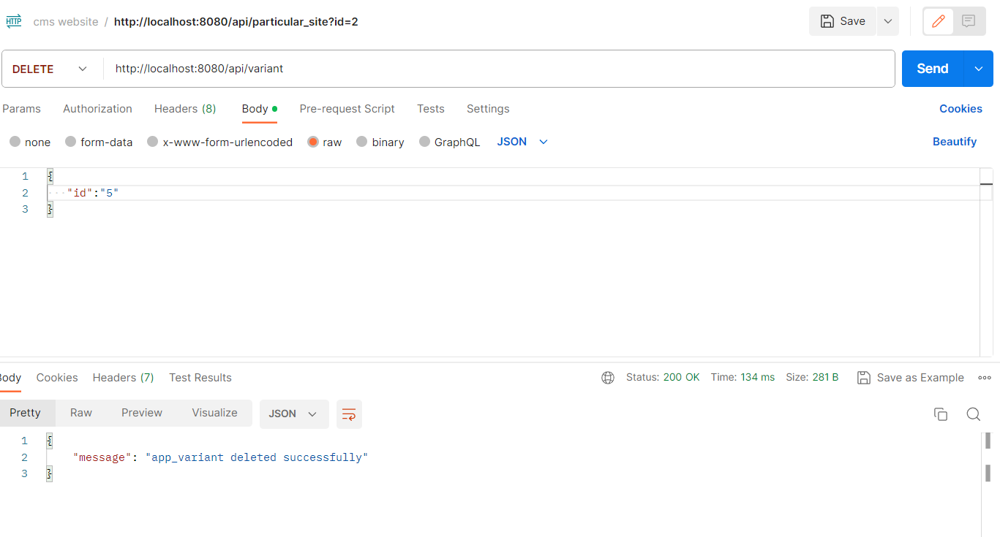 HTTP cms website / http://localhost:8080/api/particular_site?id=2 Save
DELETE http://localhost:8080/api/variant Send
Params Authorization Headers (8) Body Pre-request Script Tests Settings Cookies
none form-data x-www-form-urlencoded raw binary GraphQL JSON Beautify
1 {
2 "id":"5"
3 }
Body Cookies Headers (7) Test Results Status: 200 OK Time: 134 ms Size: 281 B Save as Example
Pretty Raw Preview Visualize JSON
1 {
2 "message": "app_variant deleted successfully"
3 }